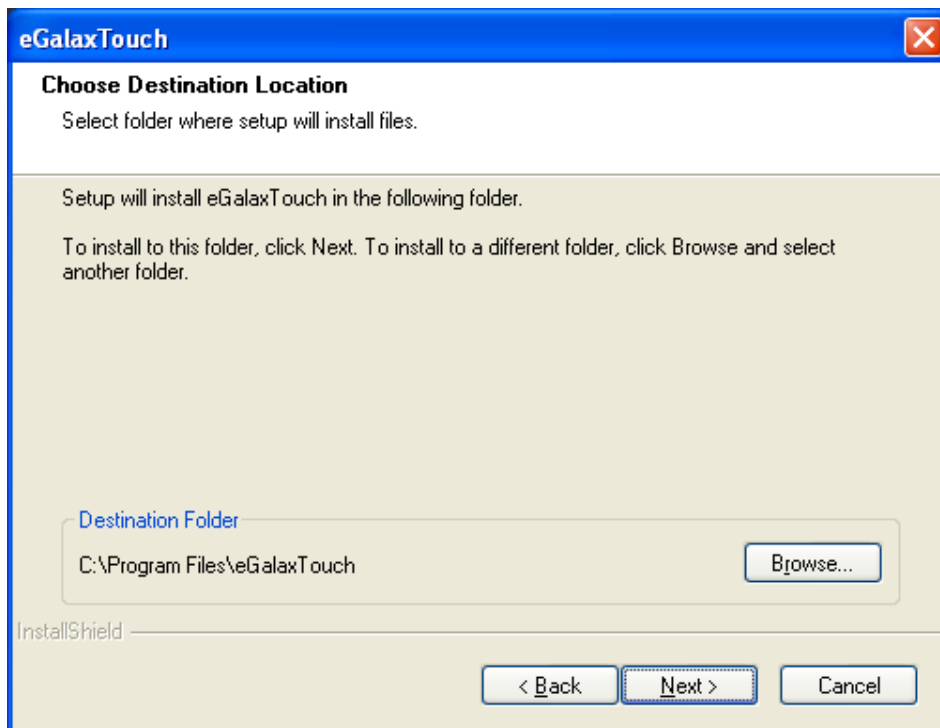 eGalaxTouch
Choose Destination Location
Select folder where setup will install files.
Setup will install eGalaxTouch in the following folder.
To install to this folder, click Next. To install to a different folder, click Browse and select
another folder.
Destination Folder
C:\Program Files\eGalaxTouch
Browse...
InstallShield
< Back
Next >
Cancel